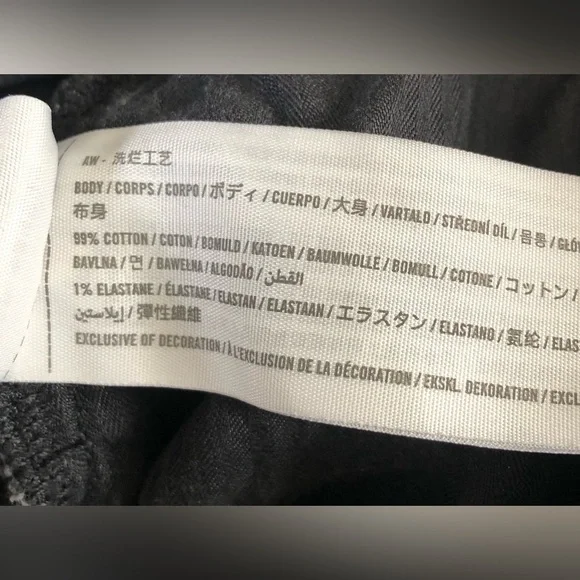 AW - 洗烂工艺
BODY / CORPS / CORPO / ボディ / CUERPO / 大身 / VARTALO / STŘEDNÍ DÍL / 몸통 /
布身
99% COTTON / COTON / BOMULD / KATOEN / BAUMWOLLE / BOMULL / COTONE / コットン /
BAVLNA / 면 / BAWEŁNA / ALGODÃO / القطن /
1% ELASTANE / ÉLASTANE / ELASTAN / ELASTAAN / エラスタン / ELASTANO / 氨纶 /
إيلاستين / 彈性纖維
EXCLUSIVE OF DECORATION / À L'EXCLUSION DE LA DÉCORATION / EKSKL. DEKORATION /